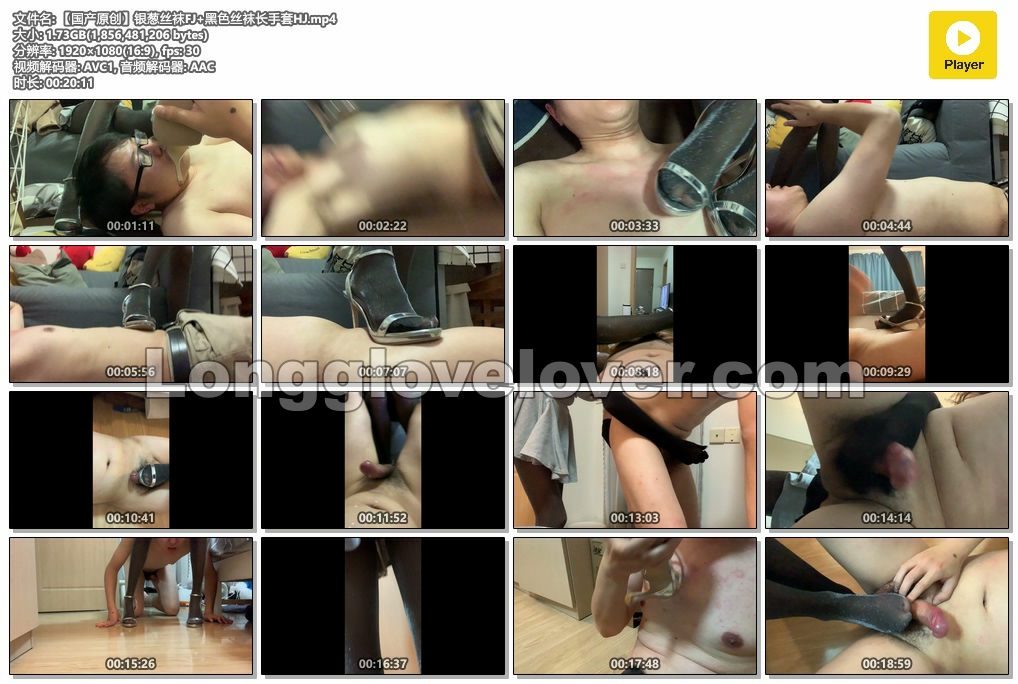 文件名: 【国产原创】银葱丝袜FJ+黑色丝袜长手套HJ.mp4
大小: 1.73GB(1,856,481,206 bytes)
分辨率: 1920×1080(16:9), fps: 30
视频解码器: AVC1, 音频解码器: AAC
时长: 00:20:11
Player
00:01:11
00:02:22
00:03:33
00:04:44
00:05:56
00:07:07
00:08:18
00:09:29
Longglovelover.com
00:10:41
00:11:52
00:13:03
00:14:14
00:15:26
00:16:37
00:17:48
00:18:59